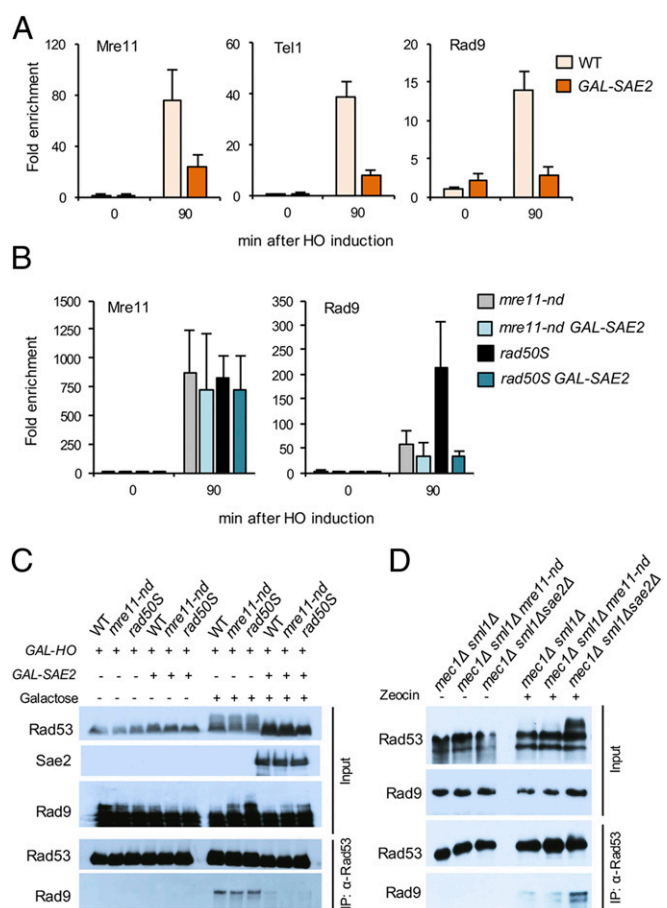 A
Mre11
Tel1
Rad9
WT
GAL-SAE2
Fold enrichment
120
80
40
0
60
40
20
0
20
15
10
5
0
0 90 0 90 0 90
min after HO induction
B
Mre11
Rad9
mre11-nd
mre11-nd GAL-SAE2
rad50S
rad50S GAL-SAE2
Fold enrichment
1500
1250
1000
750
500
250
0
350
300
250
200
150
100
50
0
0 90 0 90
min after HO induction
C
WT mre11-nd rad50S WT mre11-nd rad50S WT mre11-nd rad50S WT mre11-nd rad50S
GAL-HO + + + + + + + + + + + +
GAL-SAE2 - - - + + + - - - + + +
Galactose - - - - - - + + + + + +
Rad53
Sae2
Rad9
Input
Rad53
Rad9
IP: α-Rad53
D
mec1Δ sml1Δ
mec1Δ sml1Δ mre11-nd
mec1Δ sml1Δsae2Δ
mec1Δ sml1Δ
mec1Δ sml1Δ mre11-nd
mec1Δ sml1Δ sae2Δ
Zeocin - - - + + +
Rad53
Rad9
Input
Rad53
Rad9
IP: α-Rad53